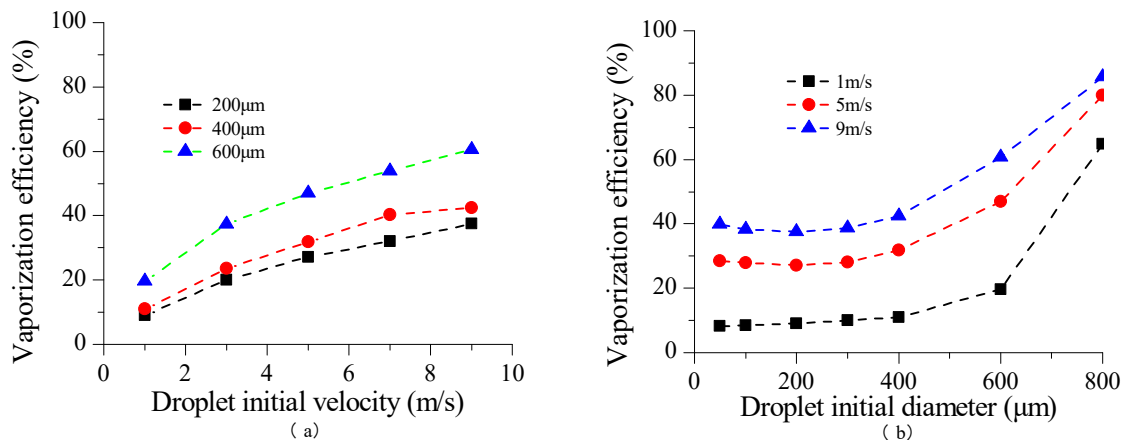 Vaporization efficiency (%)
100
80
60
40
20
0
200μm
400μm
600μm
0 2 4 6 8 10
Droplet initial velocity (m/s)
（a）
Vaporization efficiency (%)
100
80
60
40
20
0
1m/s
5m/s
9m/s
0 200 400 600 800
Droplet initial diameter (μm)
（b）